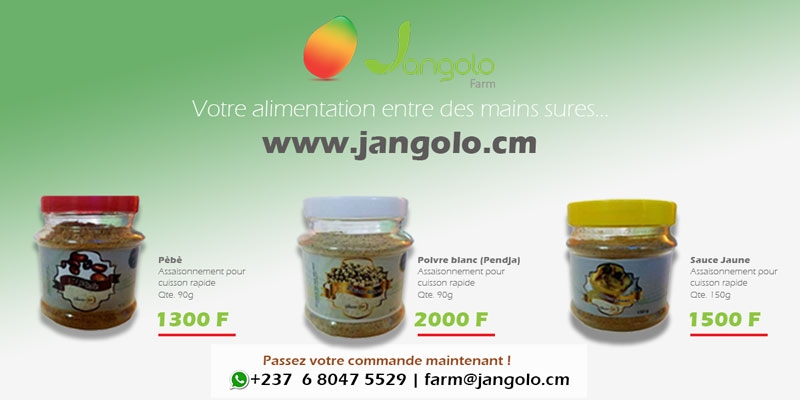 Jangolo
Farm
Votre alimentation entre des mains sures...
www.jangolo.cm
Pèbè
Assaisonnement pour
cuisson rapide
Qte. 90g
1300 F
Poivre blanc (Pendja)
Assaisonnement pour
cuisson rapide
Qte. 90g
2000 F
Sauce Jaune
Assaisonnement pour
cuisson rapide
Qte. 150g
1500 F
Passez votre commande maintenant !
+237 6 8047 5529 | farm@jangolo.cm